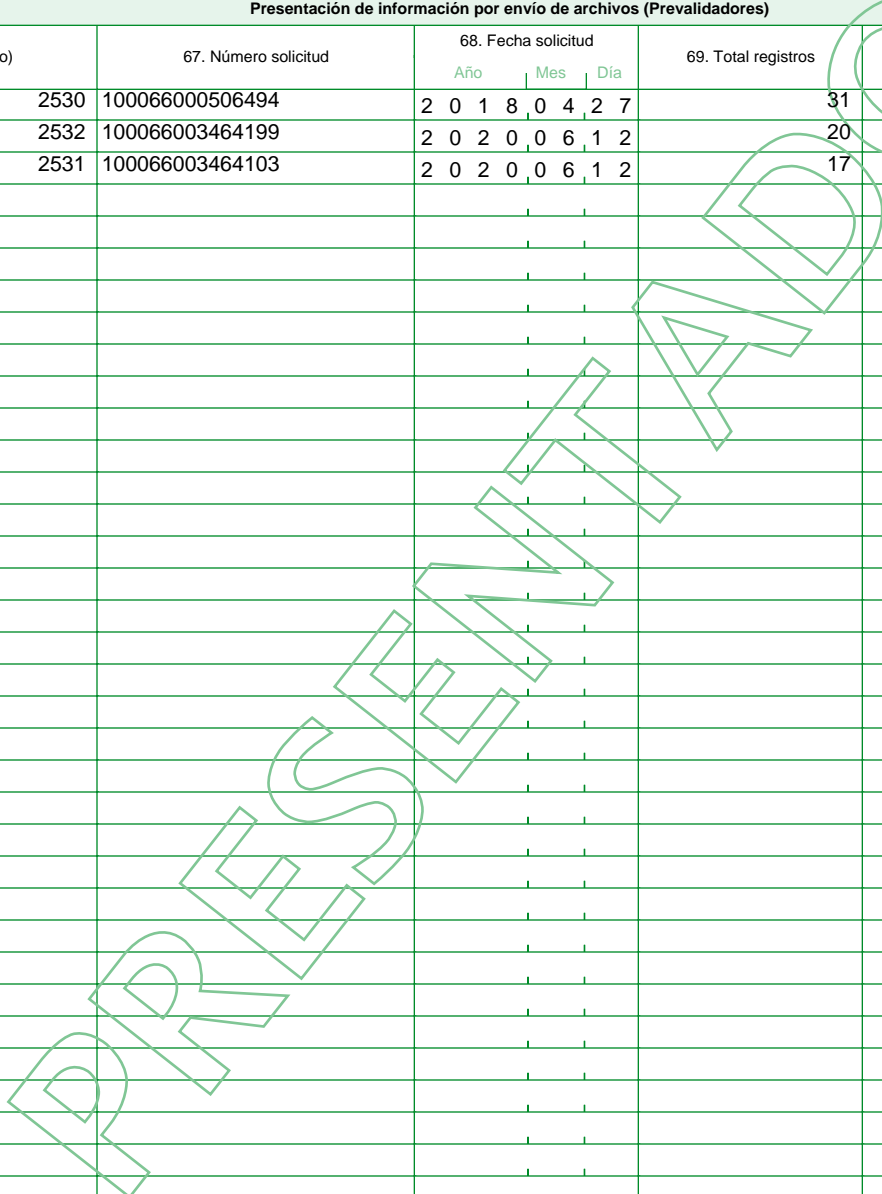 Presentación de información por envío de archivos (Prevalidadores)
o) 67. Número solicitud 68. Fecha solicitud 69. Total registros
Año Mes Día
2530 100066000506494 2 0 1 8 0 4 2 7 31
2532 100066003464199 2 0 2 0 0 6 1 2 20
2531 100066003464103 2 0 2 0 0 6 1 2 17
PRESENTADO